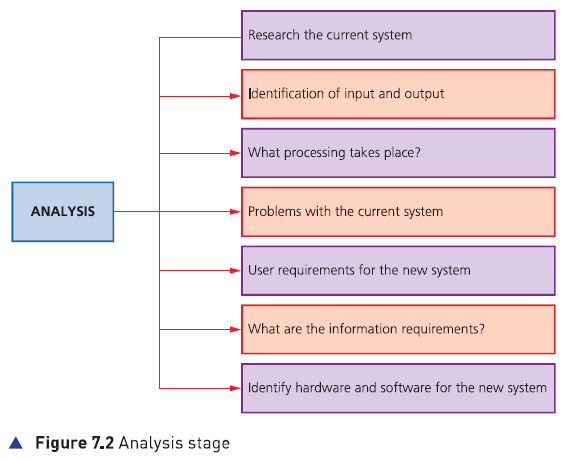 Research the current system
Identification of input and output
What processing takes place?
ANALYSIS
Problems with the current system
User requirements for the new system
What are the information requirements?
Identify hardware and software for the new system
▲ Figure 7.2 Analysis stage